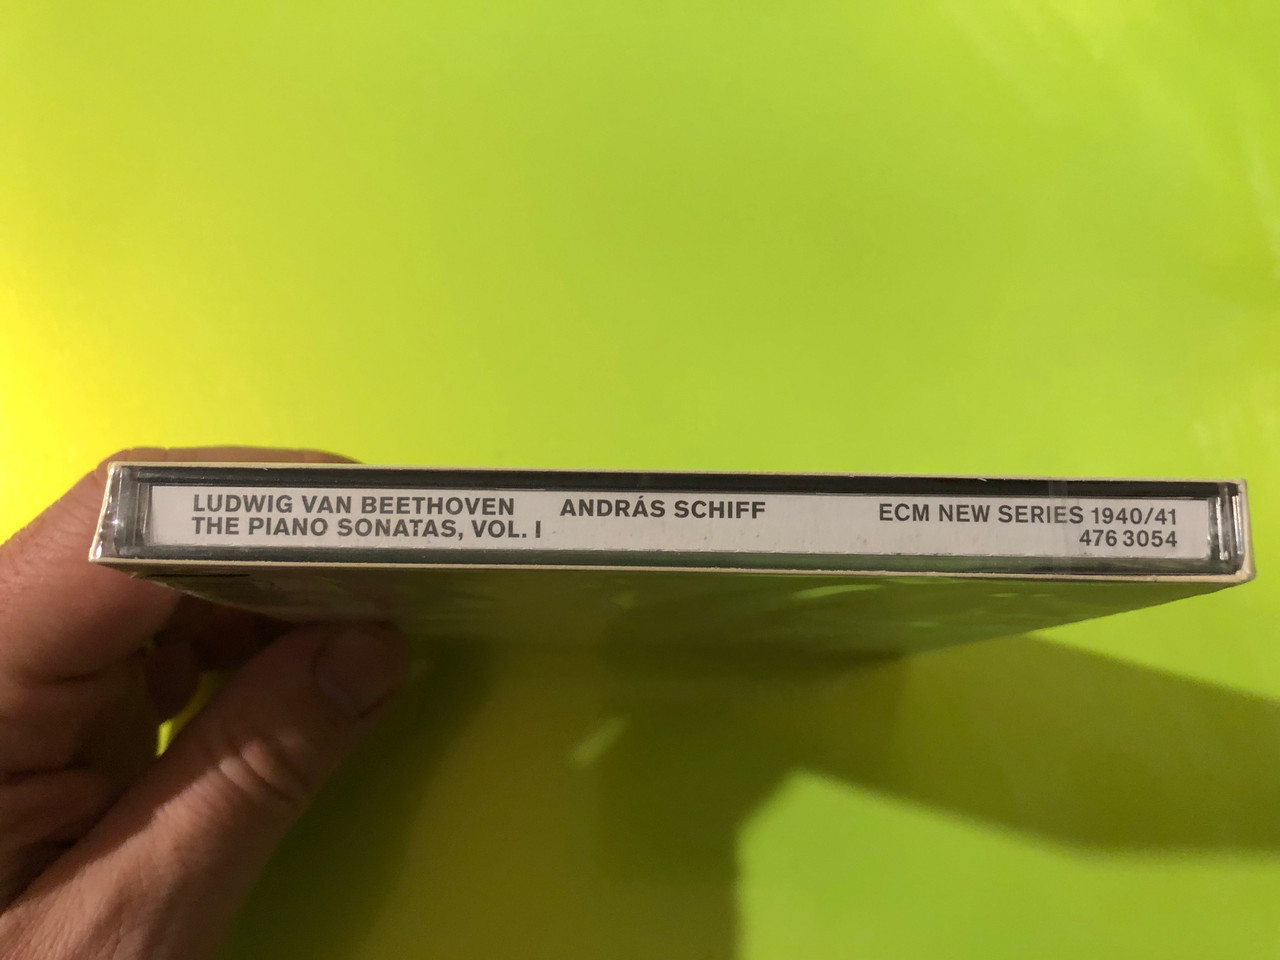 LUDWIG VAN BEETHOVEN ANDRÁS SCHIFF ECM NEW SERIES 1940/41
THE PIANO SONATAS, VOL. I 476 3054